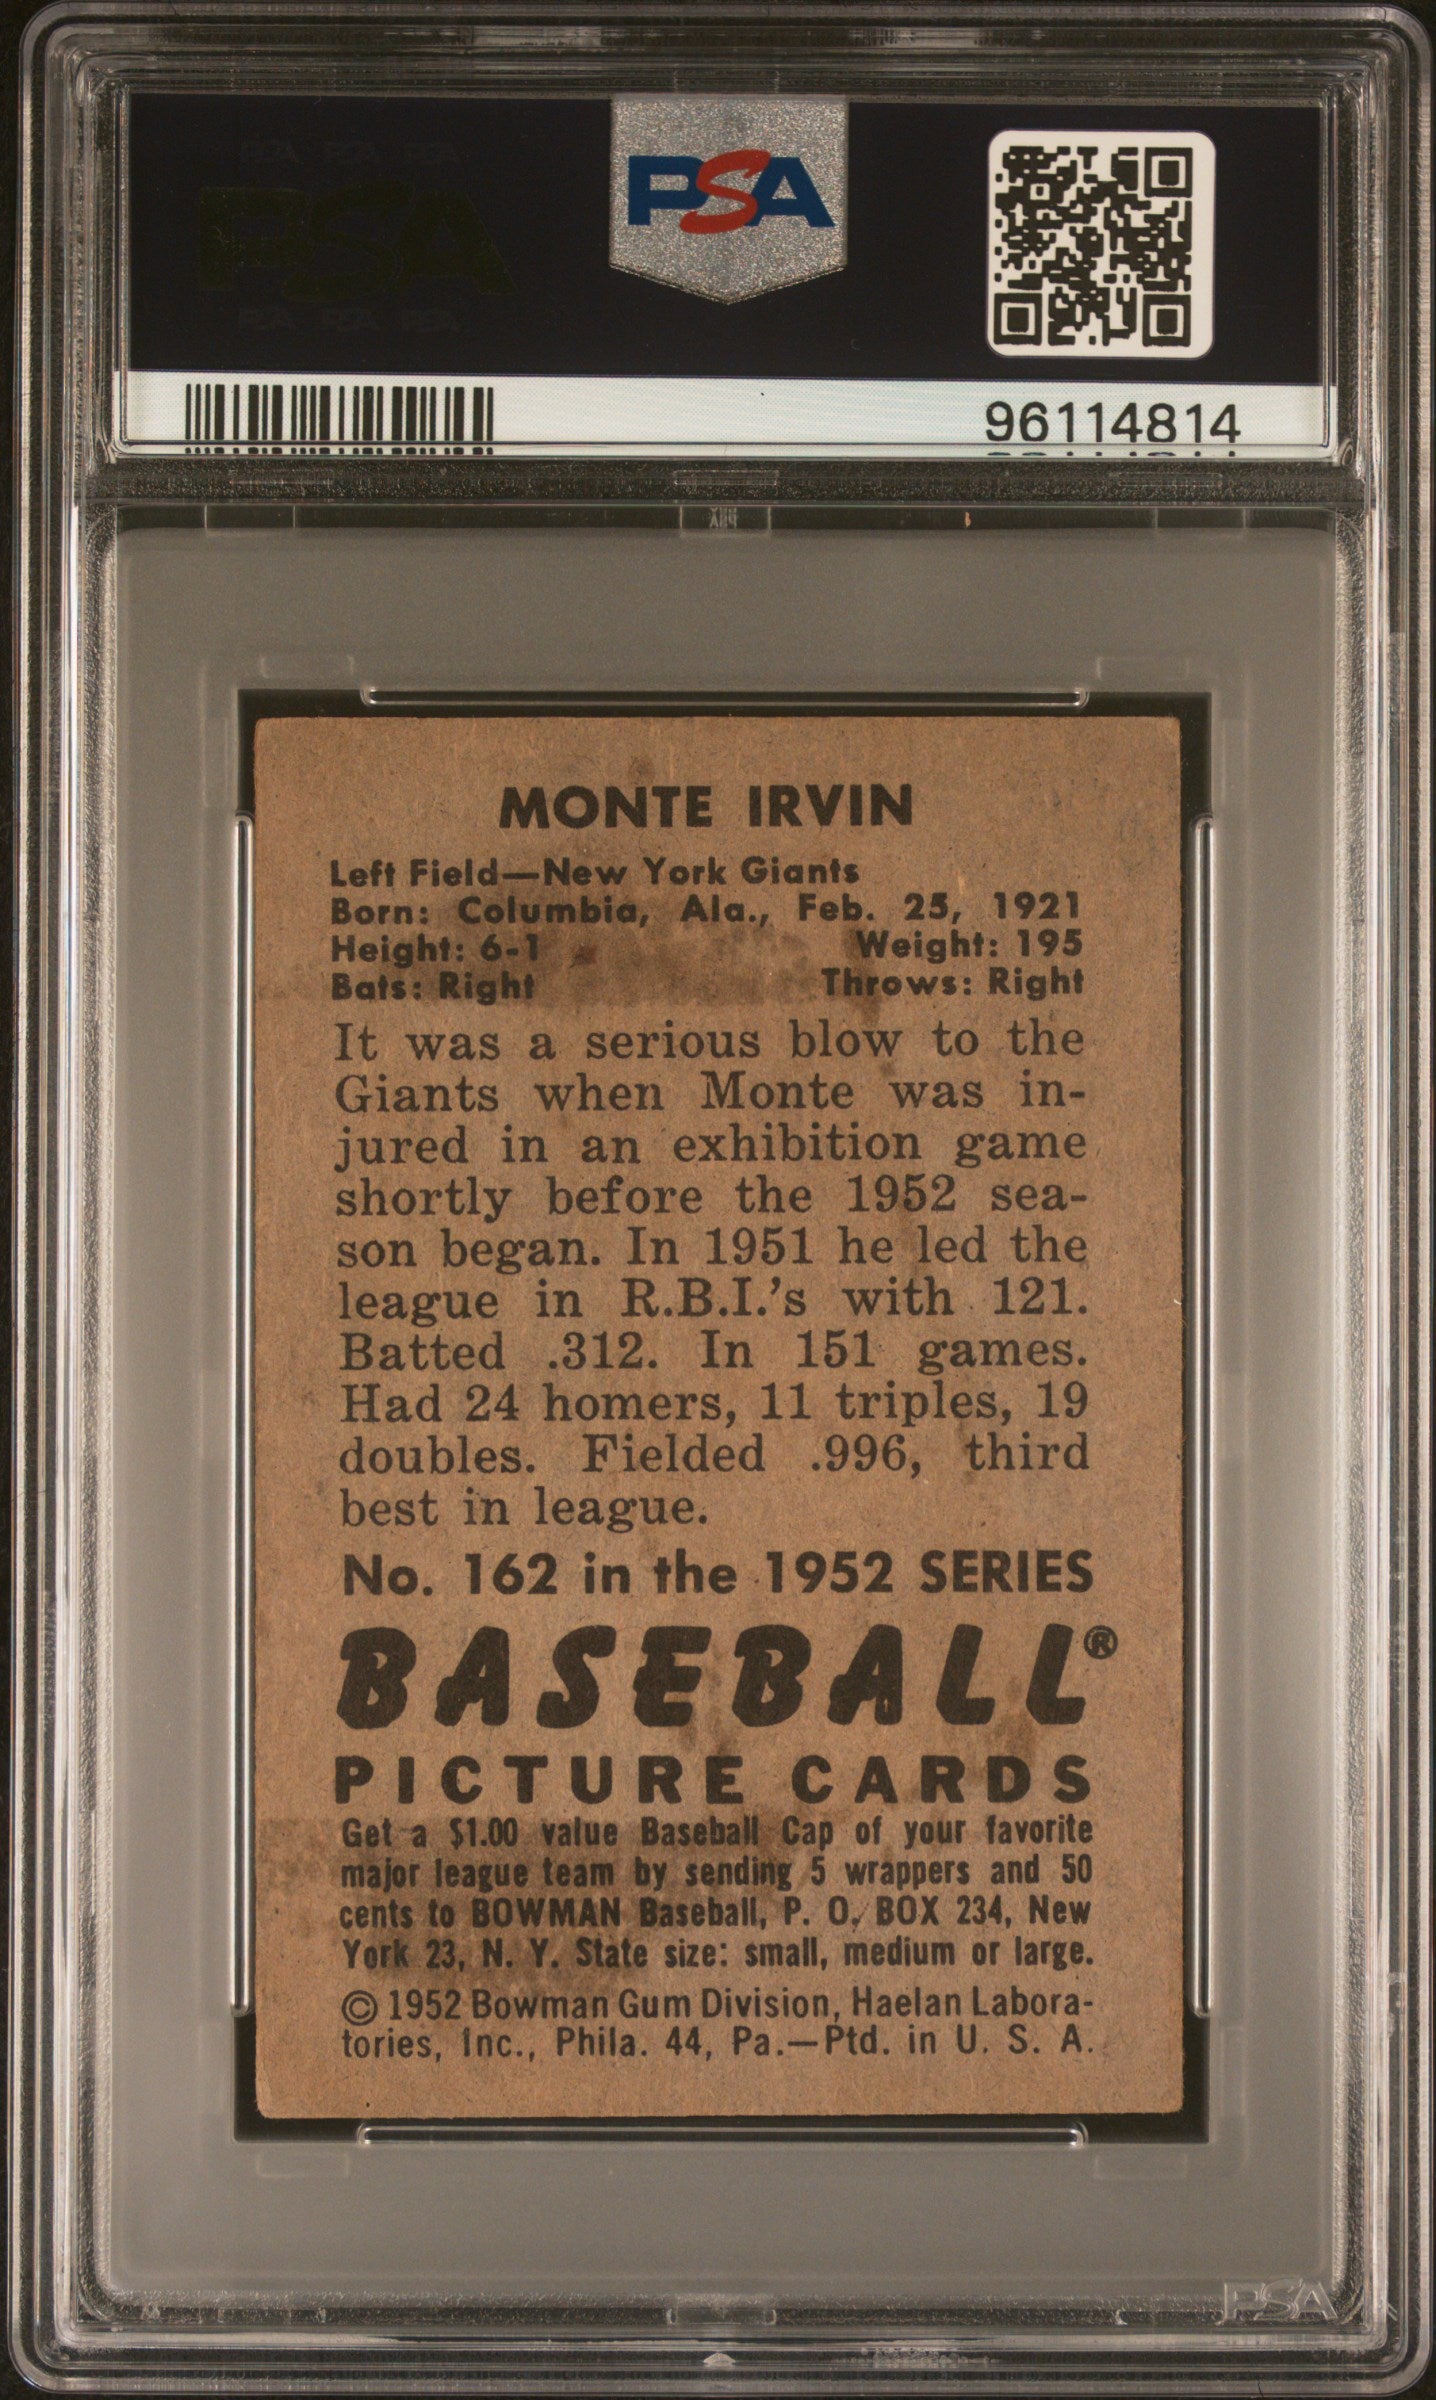 PSA
96114814
MONTE IRVIN
Left Field—New York Giants
Born: Columbia, Ala., Feb. 25, 1921
Height: 6-1 Weight: 195
Bats: Right Throws: Right
It was a serious blow to the
Giants when Monte was in-
jured in an exhibition game
shortly before the 1952 sea-
son began. In 1951 he led the
league in R.B.I.'s with 121.
Batted .312. In 151 games.
Had 24 homers, 11 triples, 19
doubles. Fielded .996, third
best in league.
No. 162 in the 1952 SERIES
BASEBALL®
PICTURE CARDS
Get a $1.00 value Baseball Cap of your favorite
major league team by sending 5 wrappers and 50
cents to BOWMAN Baseball, P. O. BOX 234, New
York 23, N. Y. State size: small, medium or large.
© 1952 Bowman Gum Division, Haelan Labora-
tories, Inc., Phila. 44, Pa.—Ptd. in U. S. A.
PSA